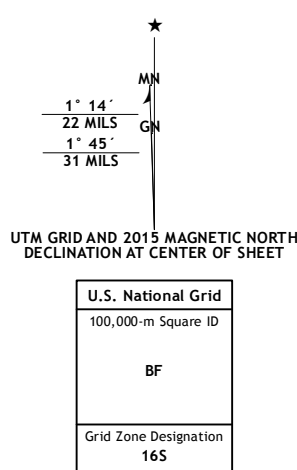 MN
1° 14´
22 MILS
GN
1° 45´
31 MILS
UTM GRID AND 2015 MAGNETIC NORTH
DECLINATION AT CENTER OF SHEET
U.S. National Grid
100,000-m Square ID
BF
Grid Zone Designation
16S